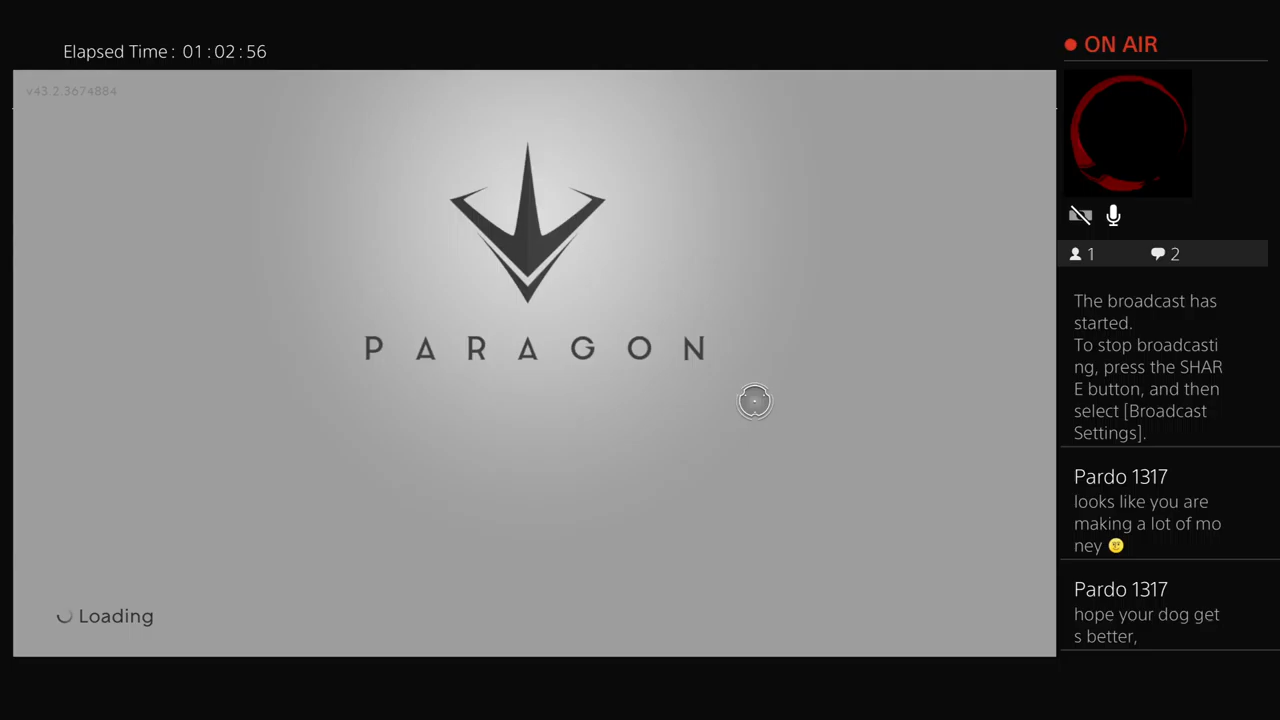 Elapsed Time: 01:02:56
ON AIR
v43.2.3674884
PARAGON
Loading
1
2
The broadcast has
started.
To stop broadcasti
ng, press the SHAR
E button, and then
select [Broadcast
Settings].
Pardo 1317
looks like you are
making a lot of mo
ney 🌝
Pardo 1317
hope your dog get
s better,